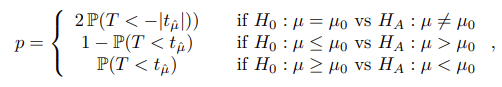 p = { 2 ℙ(T < −|t_μ̂|)) if H₀ : μ = μ₀ vs H_A : μ ≠ μ₀
1 − ℙ(T < t_μ̂) if H₀ : μ ≤ μ₀ vs H_A : μ > μ₀ ,
ℙ(T < t_μ̂) if H₀ : μ ≥ μ₀ vs H_A : μ < μ₀